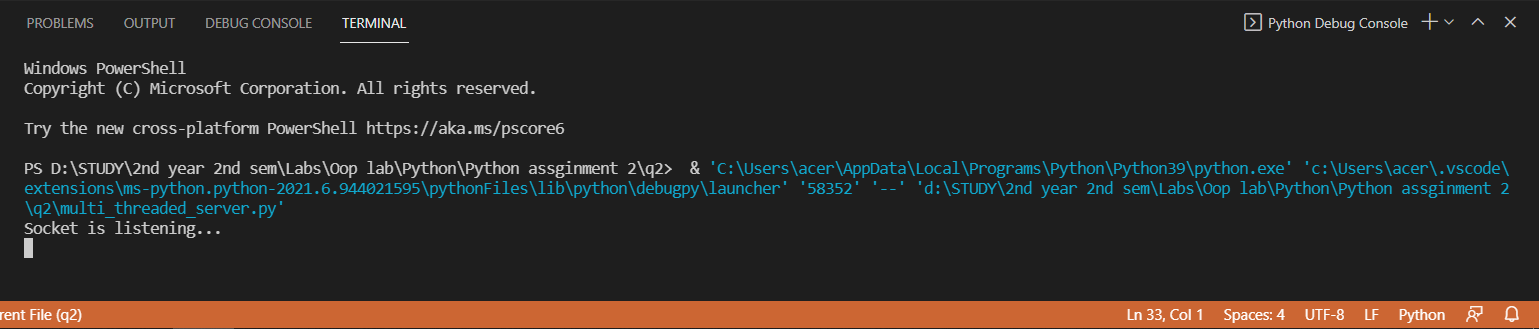 PROBLEMS OUTPUT DEBUG CONSOLE TERMINAL Python Debug Console
Windows PowerShell
Copyright (C) Microsoft Corporation. All rights reserved.
Try the new cross-platform PowerShell https://aka.ms/pscore6
PS D:\STUDY\2nd year 2nd sem\Labs\Oop lab\Python\Python assginment 2\q2>  & 'C:\Users\acer\AppData\Local\Programs\Python\Python39\python.exe' 'c:\Users\acer\.vscode\
extensions\ms-python.python-2021.6.944021595\pythonFiles\lib\python\debugpy\launcher' '58352' '--' 'd:\STUDY\2nd year 2nd sem\Labs\Oop lab\Python\Python assginment 2
\q2\multi_threaded_server.py'
Socket is listening...
rent File (q2) Ln 33, Col 1 Spaces: 4 UTF-8 LF Python